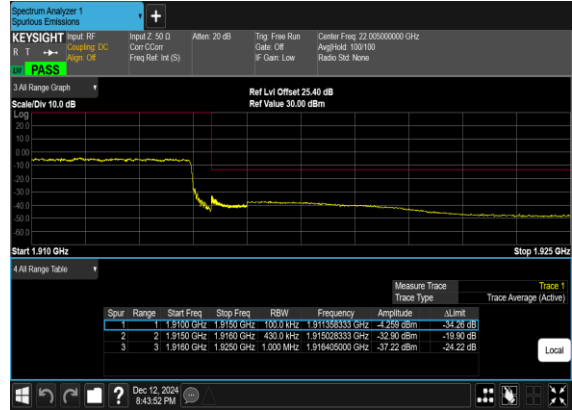 Spectrum Analyzer 1
Spurious Emissions
+
KEYSIGHT Input: RF Input Z: 50 Ω Atten: 20 dB Trig: Free Run Center Freq: 22.005000000 GHz
R T Coupling: DC Corr CCorr Gate: Off Avg|Hold: 100/100
Align: Off Freq Ref: Int (S) IF Gain: Low Radio Std: None
PASS
3 All Range Graph
Ref Lvl Offset 25.40 dB
Scale/Div 10.0 dB Ref Value 30.00 dBm
Log
20.0
10.0
0.00
-10.0
-20.0
-30.0
-40.0
-50.0
-60.0
Start 1.910 GHz Stop 1.925 GHz
4 All Range Table
Measure Trace Trace 1
Trace Type Trace Average (Active)
Spur Range Start Freq Stop Freq RBW Frequency Amplitude ΔLimit
1 1 1.9100 GHz 1.9150 GHz 100.0 kHz 1.911358333 GHz -4.259 dBm -34.26 dB
2 2 1.9150 GHz 1.9160 GHz 430.0 kHz 1.915028333 GHz -32.90 dBm -19.90 dB
3 3 1.9160 GHz 1.9250 GHz 1.000 MHz 1.916405000 GHz -37.22 dBm -24.22 dB
Local
? Dec 12, 2024
8:43:52 PM